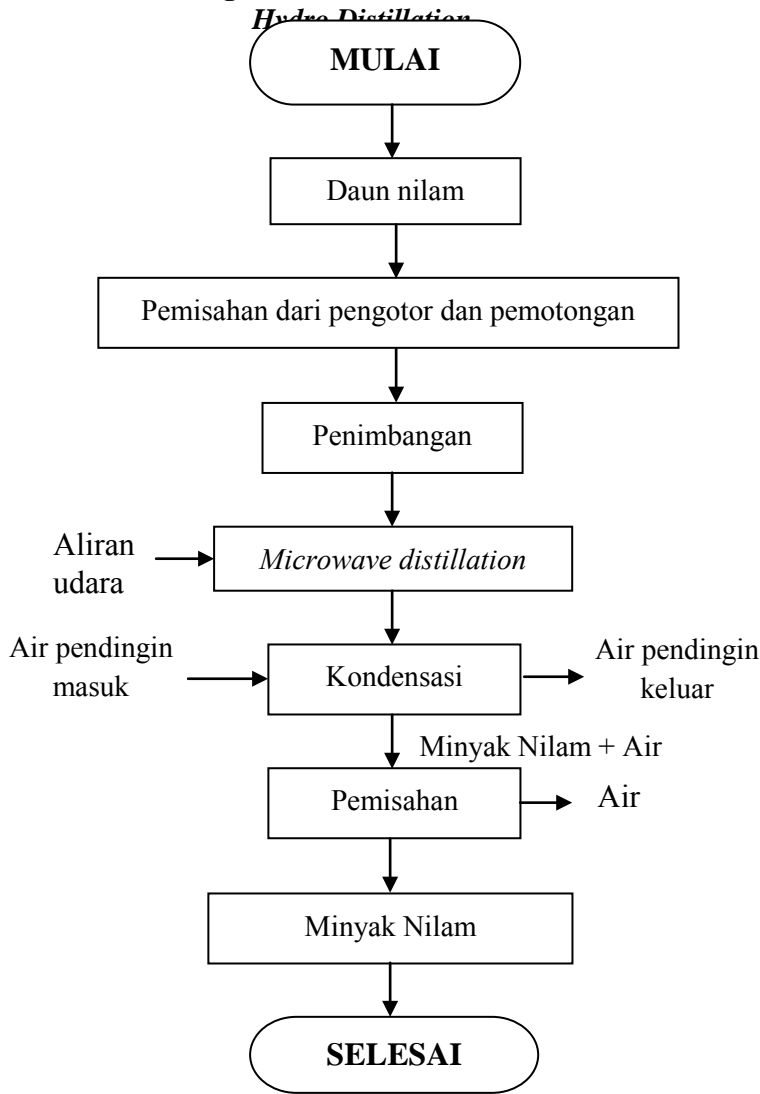 Hydro Distillation
MULAI
Daun nilam
Pemisahan dari pengotor dan pemotongan
Penimbangan
Aliran
udara
Microwave distillation
Air pendingin
masuk
Kondensasi
Air pendingin
keluar
Minyak Nilam + Air
Pemisahan
Air
Minyak Nilam
SELESAI